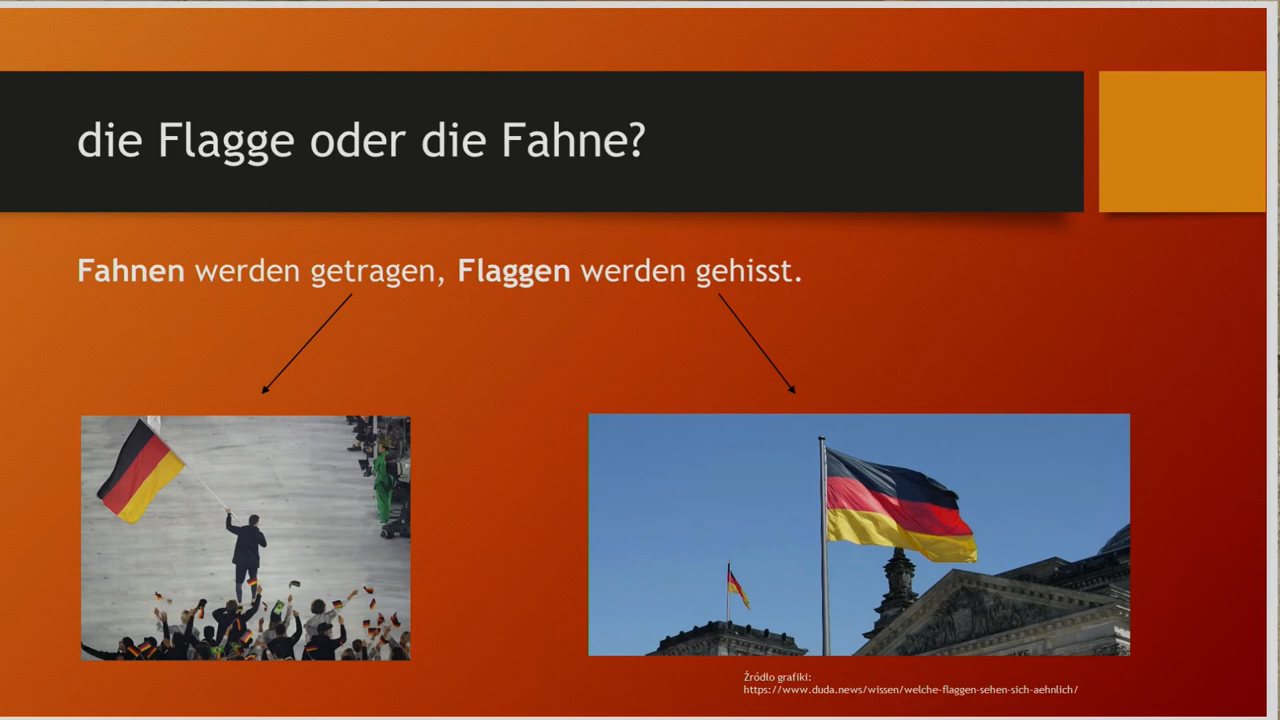 die Flagge oder die Fahne?
Fahnen werden getragen, Flaggen werden gehisst.
Źródło grafiki:
https://www.duda.news/wissen/welche-flaggen-sehen-sich-aehnlich/